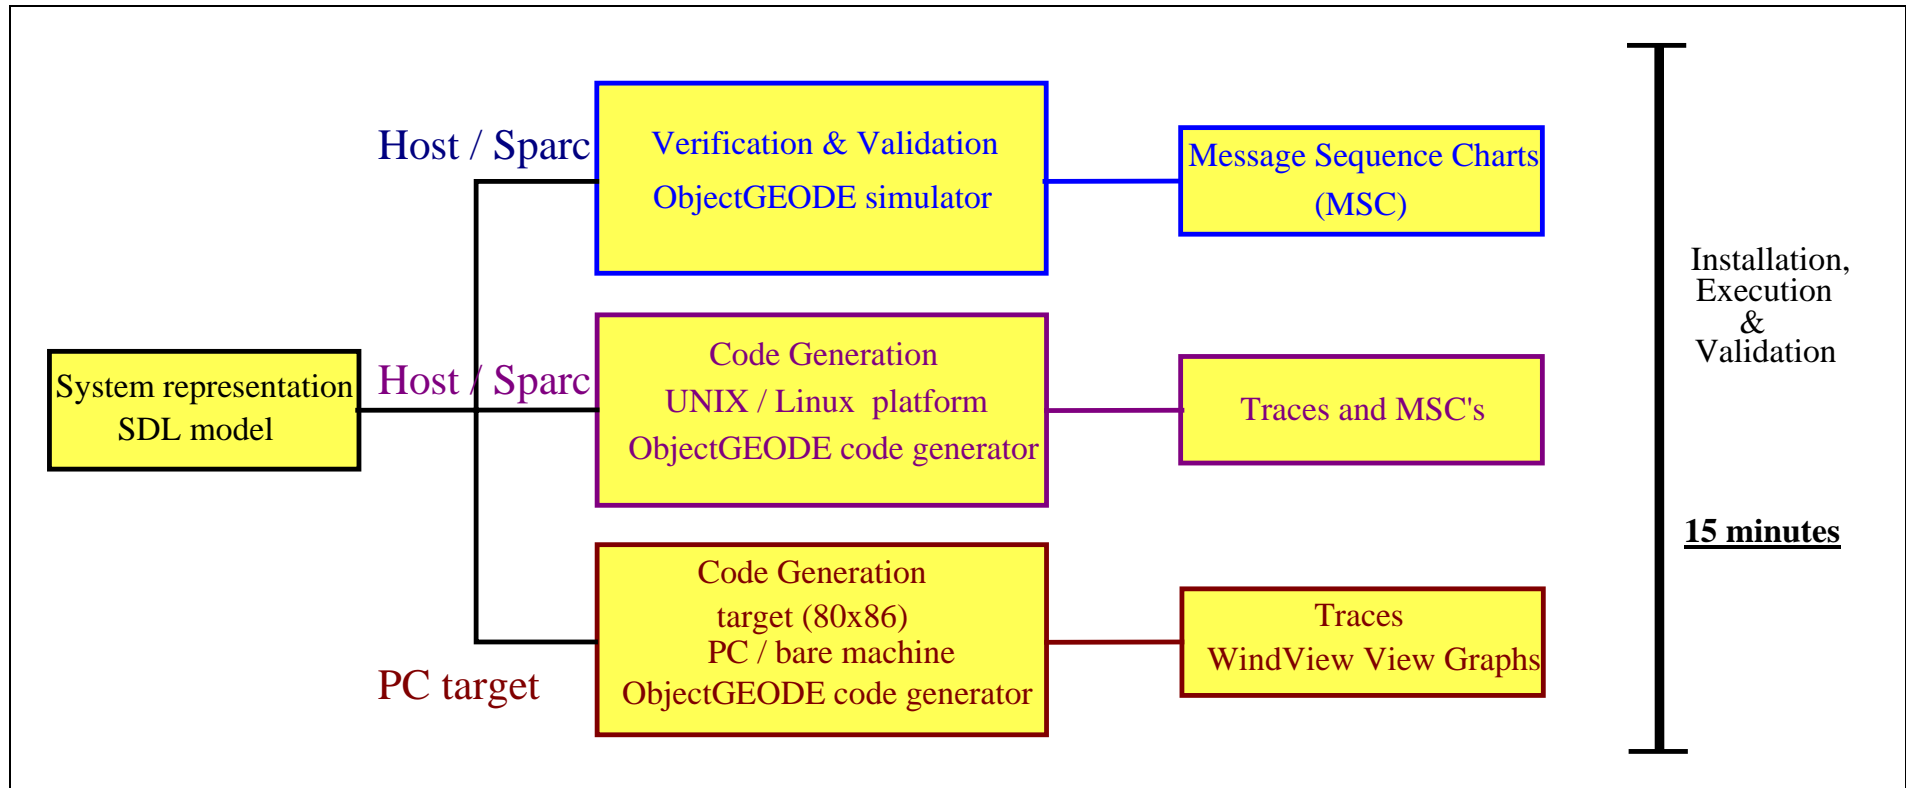 System representation
SDL model
Host / Sparc
Verification & Validation
ObjectGEODE simulator
Message Sequence Charts
(MSC)
Host / Sparc
Code Generation
UNIX / Linux platform
ObjectGEODE code generator
Traces and MSC's
PC target
Code Generation
target (80x86)
PC / bare machine
ObjectGEODE code generator
Traces
WindView View Graphs
Installation,
Execution
&
Validation
15 minutes